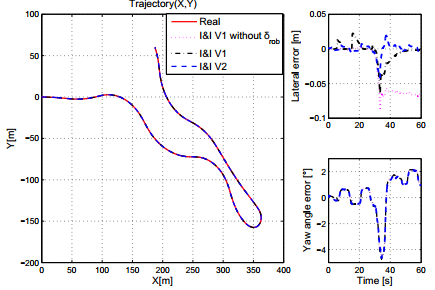 Trajectory(X,Y)
Real
I&I V1 without δrob
I&I V1
I&I V2
100
50
0
−50
−100
−150
−200
Y[m]
0 50 100 150 200 250 300 350 400
X[m]
0.05
0
−0.05
−0.1
Lateral error [m]
0 20 40 60
2
0
−2
−4
Yaw angle error [°]
0 20 40 60
Time [s]